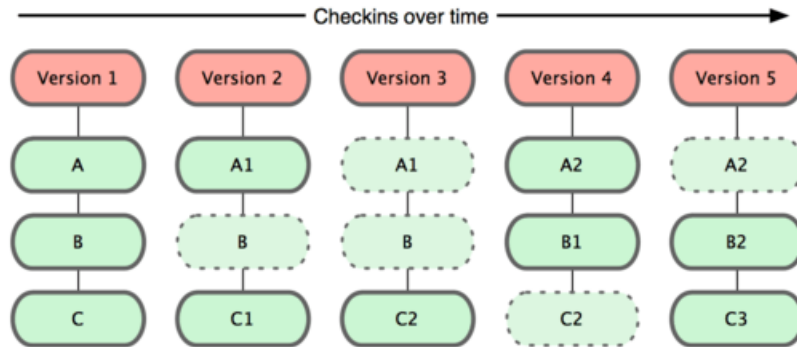 Checkins over time
Version 1 Version 2 Version 3 Version 4 Version 5
A A1 A1 A2 A2
B B B B1 B2
C C1 C2 C2 C3